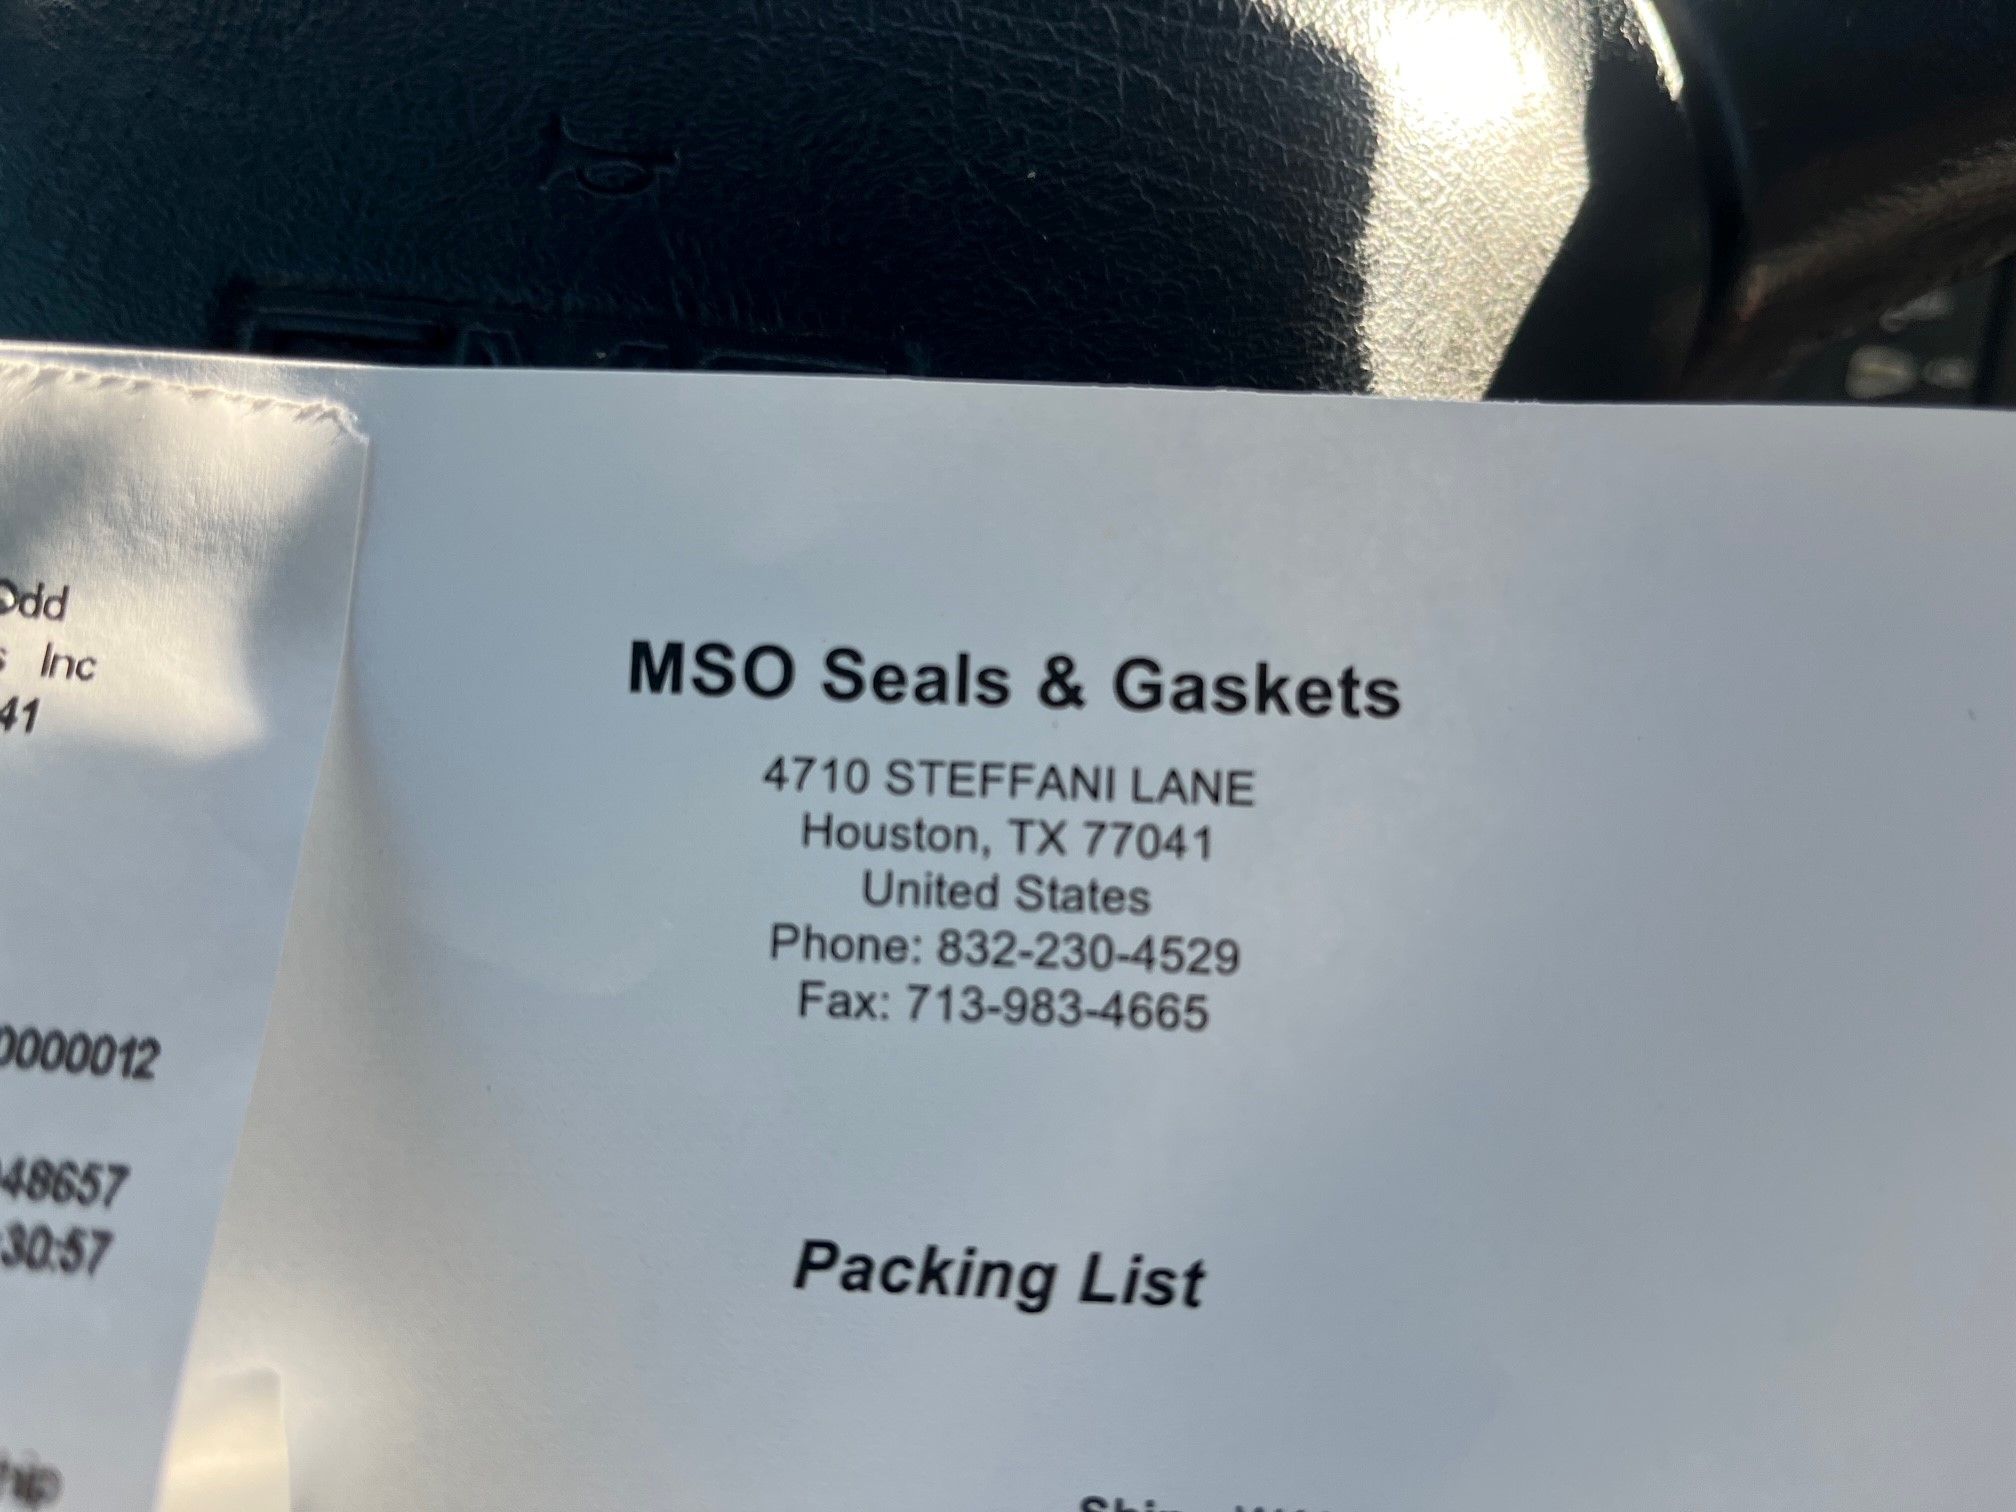 Odd
Inc
41
0000012
48657
30:57
MSO Seals & Gaskets
4710 STEFFANI LANE
Houston, TX 77041
United States
Phone: 832-230-4529
Fax: 713-983-4665
Packing List